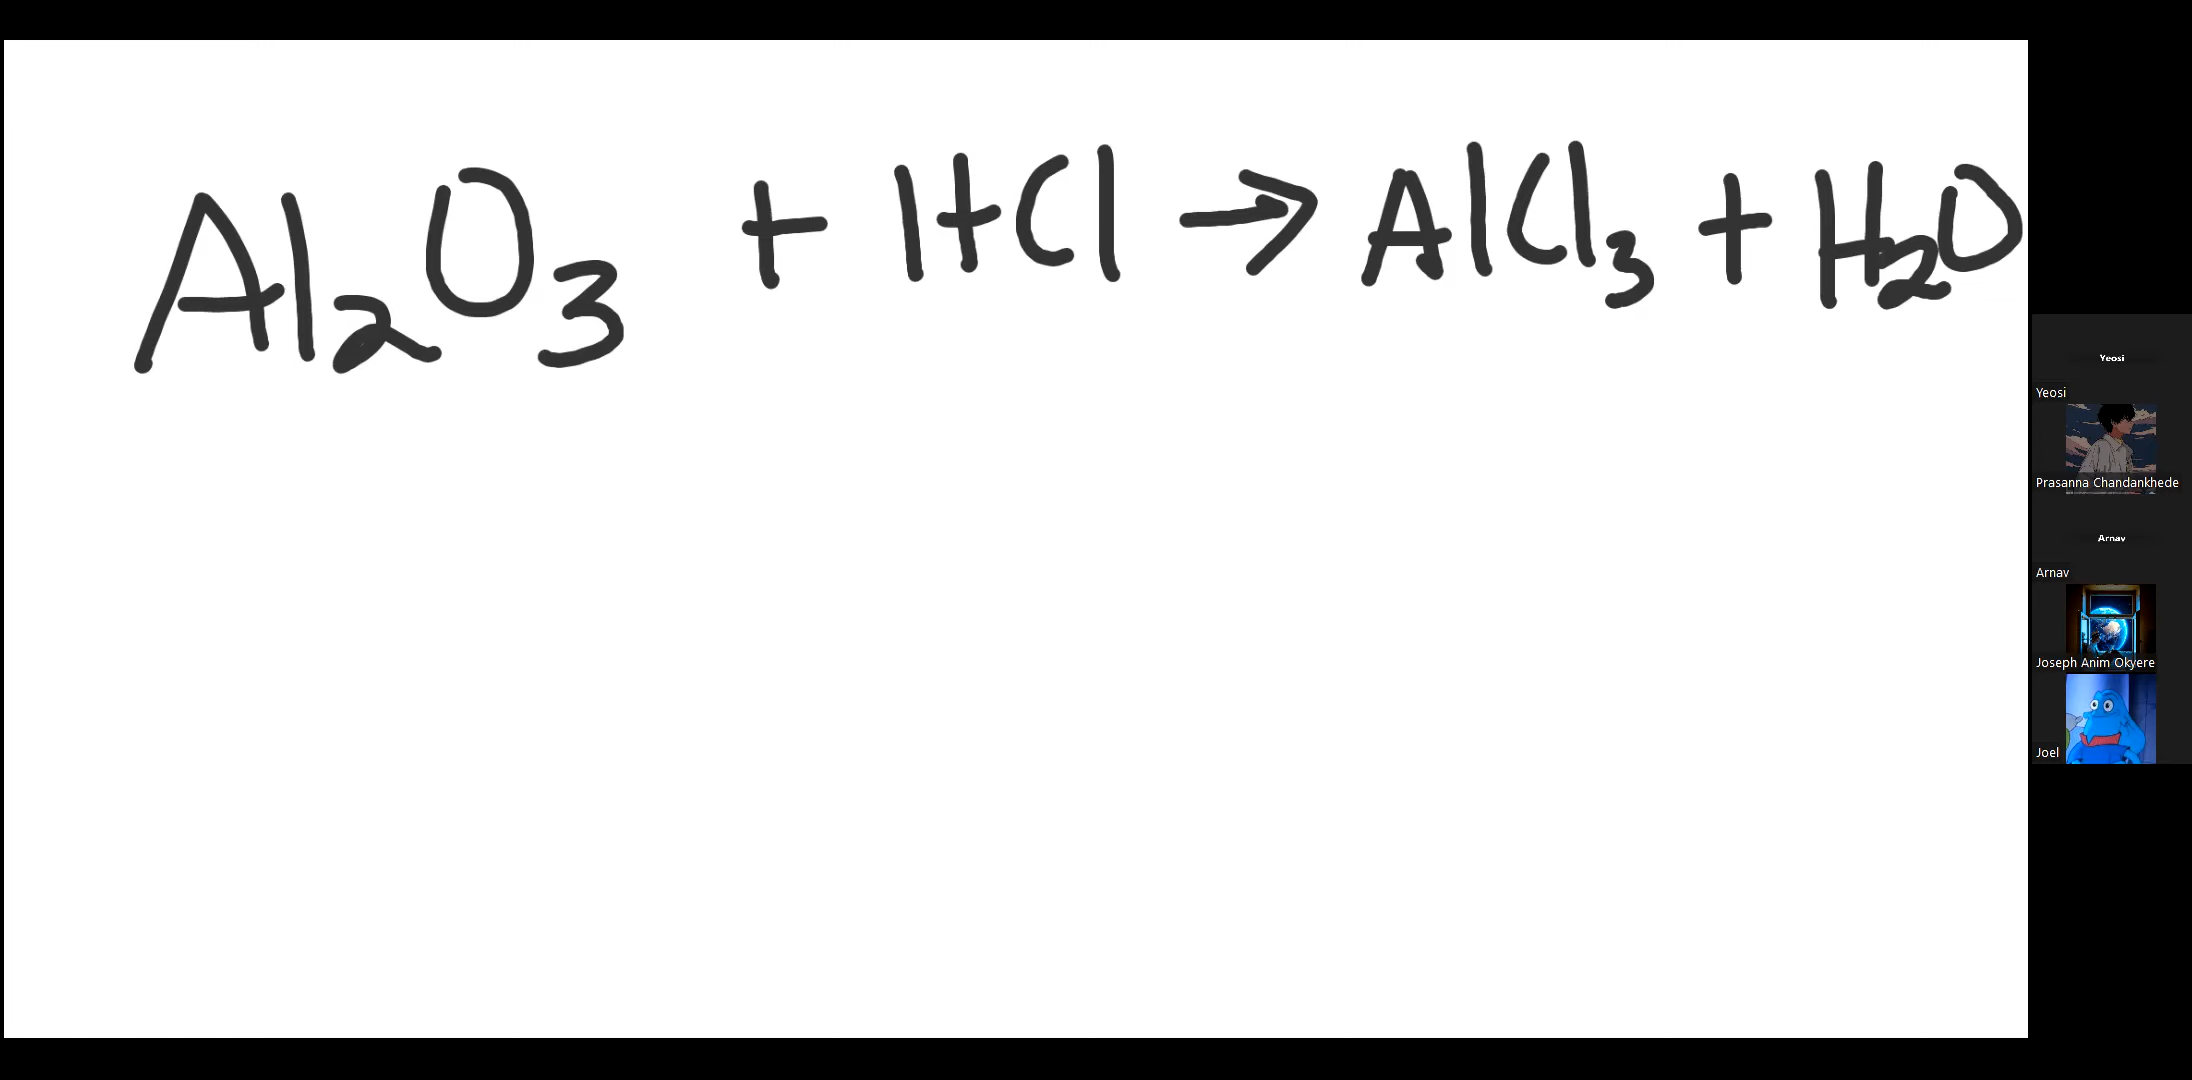 Al₂O₃ + HCl → AlCl₃ + H₂O
Yeosi
Yeosi
Prasanna Chandankhede
Arnav
Arnav
Joseph Anim Okyere
Joel